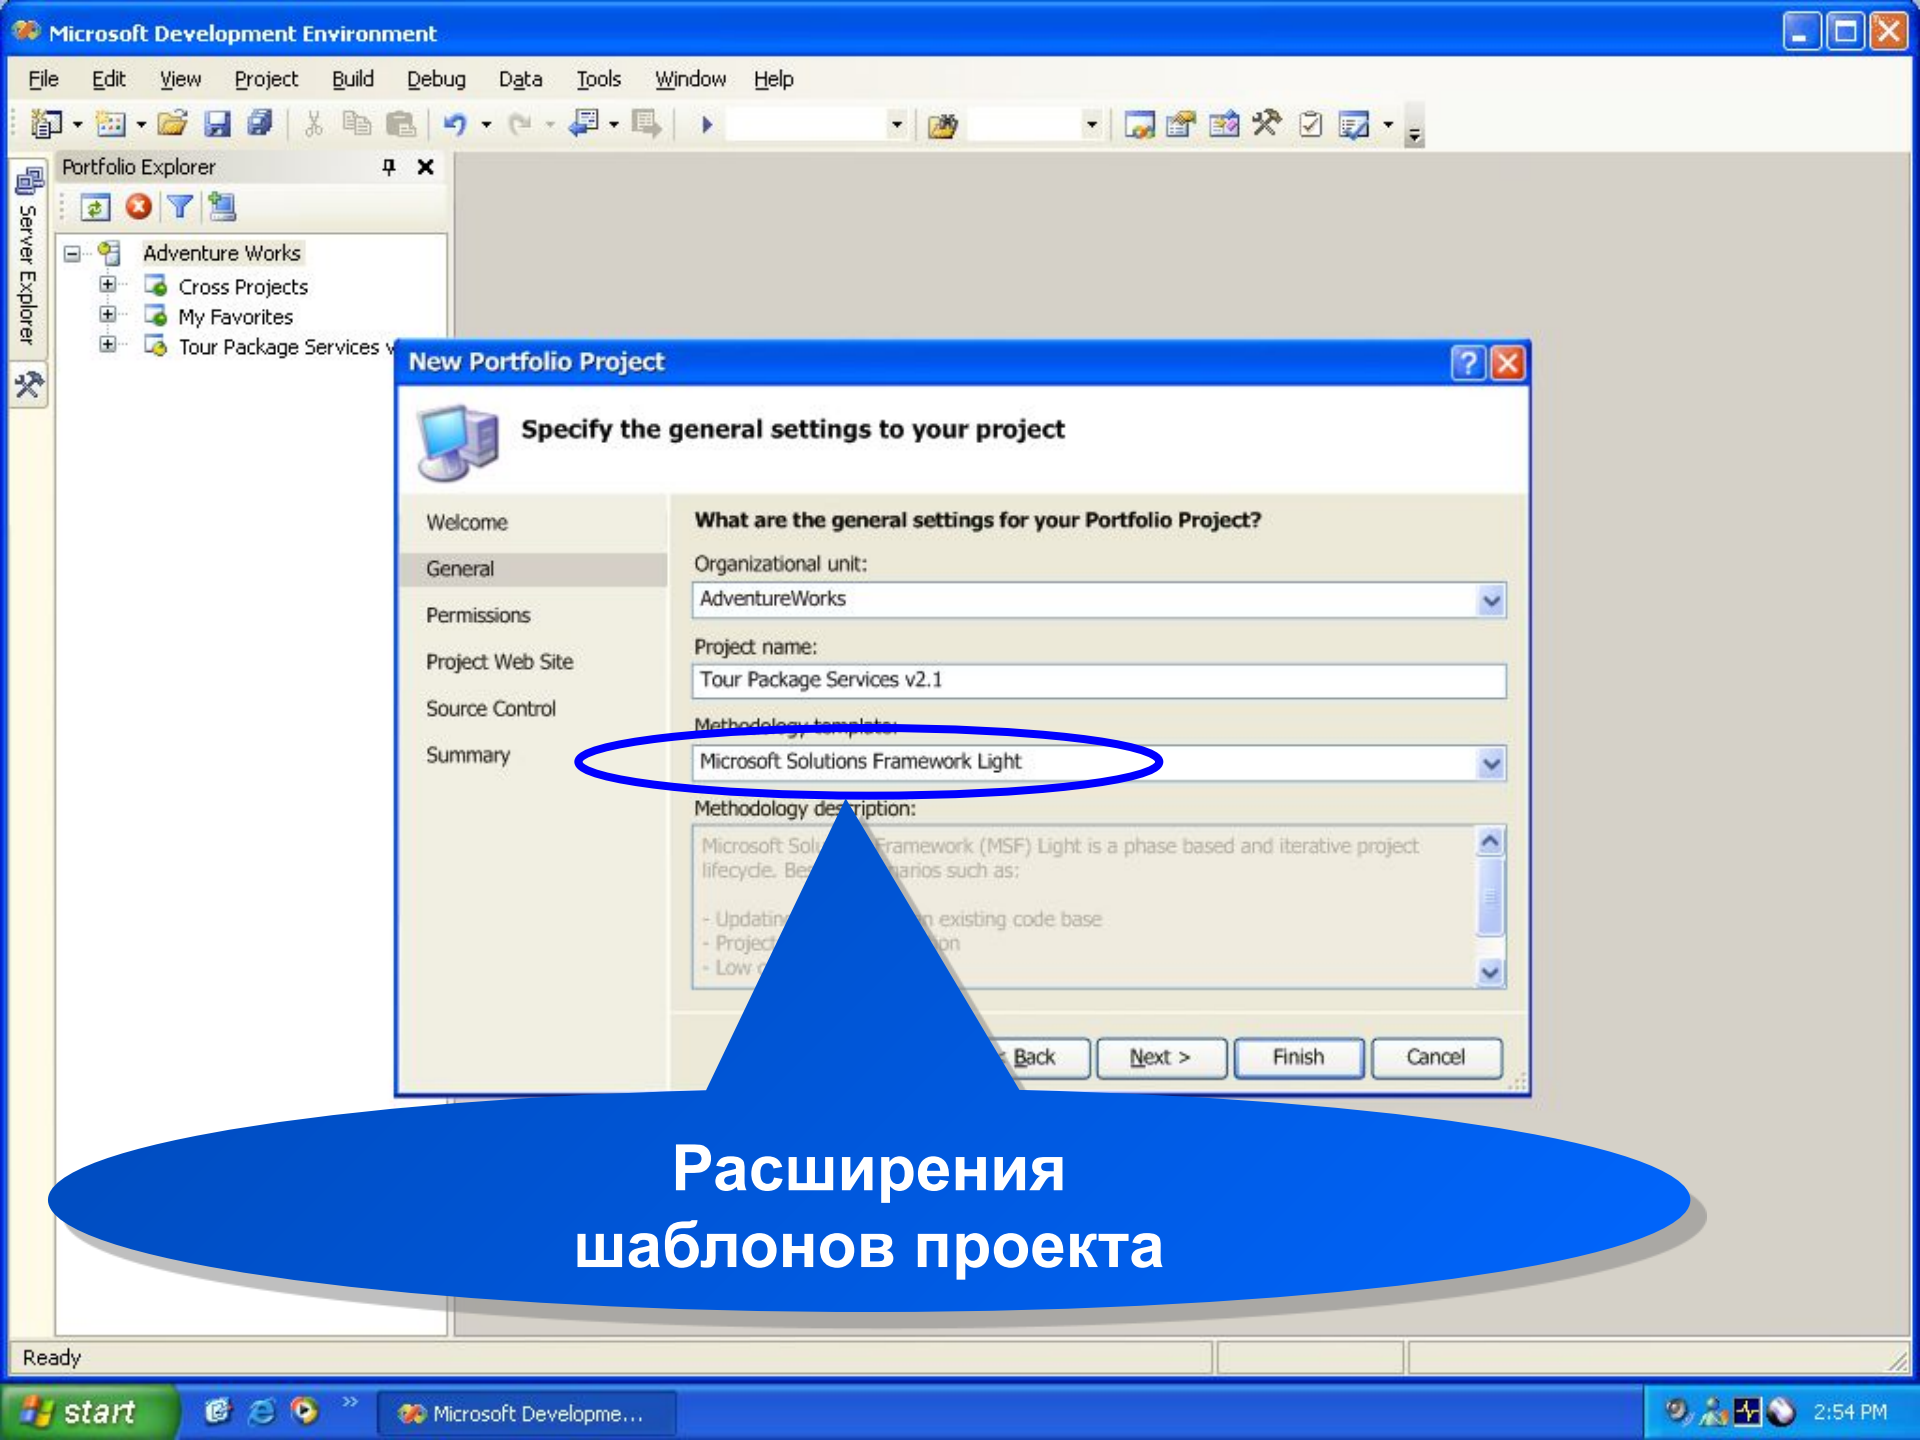 Microsoft Development Environment
File Edit View Project Build Debug Data Tools Window Help
Portfolio Explorer
Server Explorer
Adventure Works
Cross Projects
My Favorites
Tour Package Services v
New Portfolio Project
Specify the general settings to your project
Welcome
General
Permissions
Project Web Site
Source Control
Summary
What are the general settings for your Portfolio Project?
Organizational unit:
AdventureWorks
Project name:
Tour Package Services v2.1
Methodology template:
Microsoft Solutions Framework Light
Methodology description:
Microsoft Framework (MSF) Light is a phase based and iterative project
lifecycle. such as:
- existing code base
-
- Low
< Back Next > Finish Cancel
Расширения
шаблонов проекта
Ready
start
Microsoft Developme...
2:54 PM